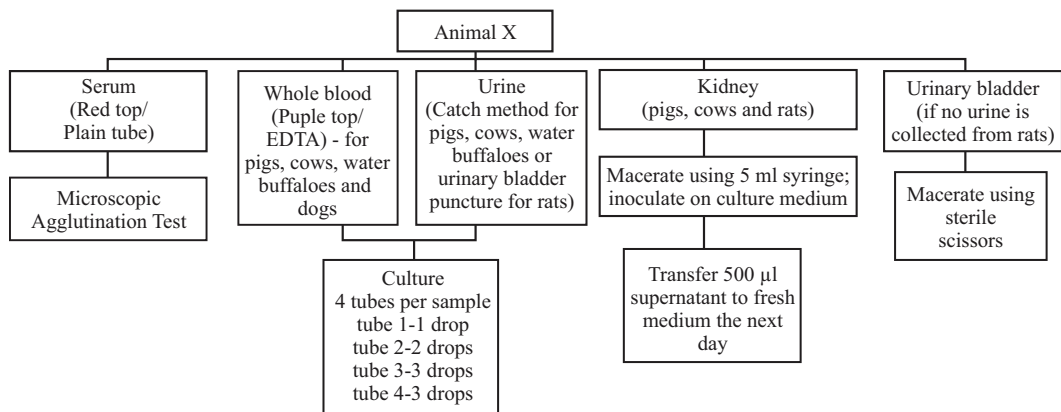 Animal X
Serum
(Red top/
Plain tube)
Microscopic
Agglutination Test
Whole blood
(Puple top/
EDTA) - for
pigs, cows, water
buffaloes and
dogs
Urine
(Catch method for
pigs, cows, water
buffaloes or
urinary bladder
puncture for rats)
Culture
4 tubes per sample
tube 1-1 drop
tube 2-2 drops
tube 3-3 drops
tube 4-3 drops
Kidney
(pigs, cows and rats)
Macerate using 5 ml syringe;
inoculate on culture medium
Transfer 500 µl
supernatant to fresh
medium the next
day
Urinary bladder
(if no urine is
collected from rats)
Macerate using
sterile
scissors